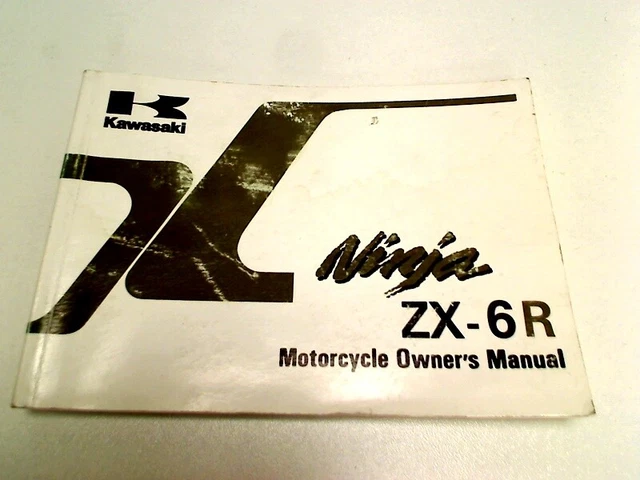 Kawasaki
Ninja
ZX-6R
Motorcycle Owner's Manual